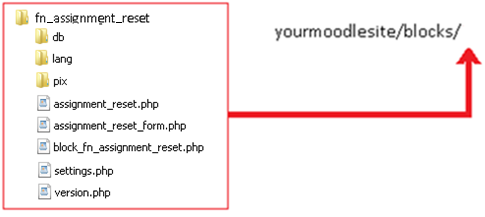 fn_assignment_reset
db
lang
pix
assignment_reset.php
assignment_reset_form.php
block_fn_assignment_reset.php
settings.php
version.php
yourmoodlesite/blocks/